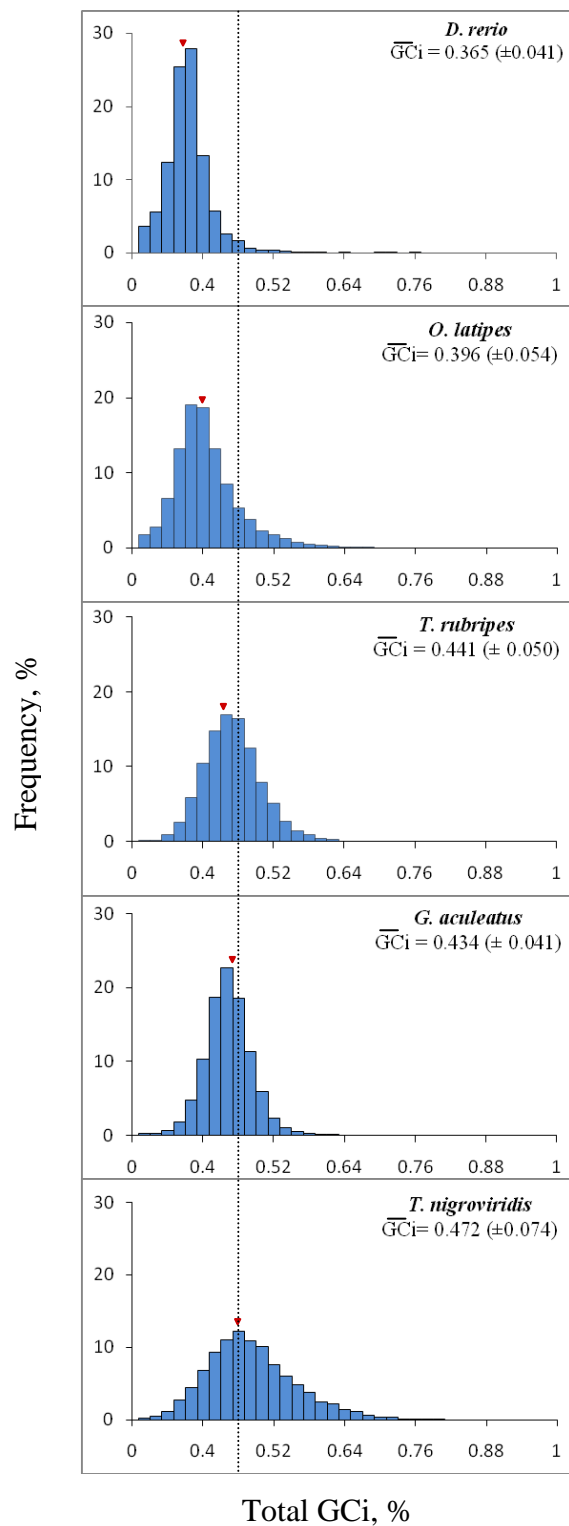 30
20
10
0
0 0.4 0.52 0.64 0.76 0.88 1
D. rerio
GCi = 0.365 (±0.041)
30
20
10
0
0 0.4 0.52 0.64 0.76 0.88 1
O. latipes
GCi= 0.396 (±0.054)
30
20
10
0
0 0.4 0.52 0.64 0.76 0.88 1
T. rubripes
GCi = 0.441 (± 0.050)
30
20
10
0
0 0.4 0.52 0.64 0.76 0.88 1
G. aculeatus
GCi = 0.434 (± 0.041)
30
20
10
0
0 0.4 0.52 0.64 0.76 0.88 1
T. nigroviridis
GCi= 0.472 (±0.074)
Frequency, %
Total GCi, %